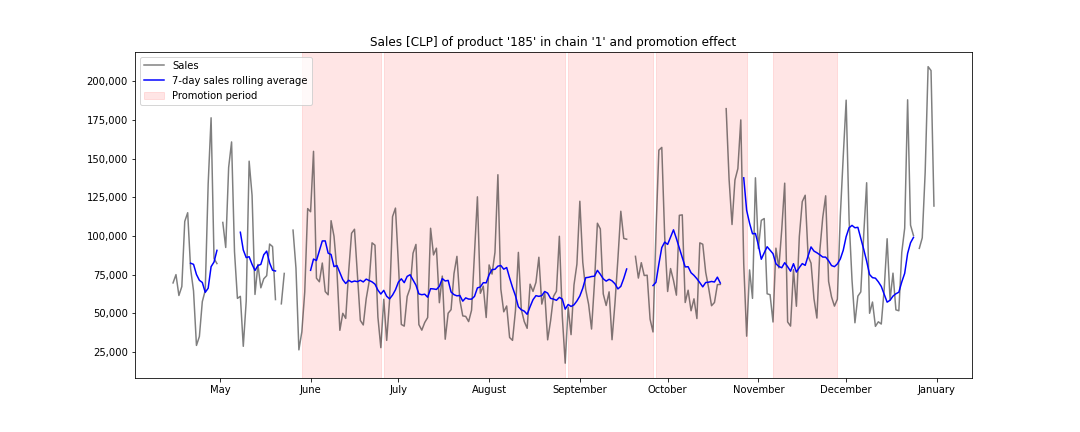 Sales [CLP] of product '185' in chain '1' and promotion effect
Sales
7-day sales rolling average
Promotion period
200,000
175,000
150,000
125,000
100,000
75,000
50,000
25,000
May June July August September October November December January